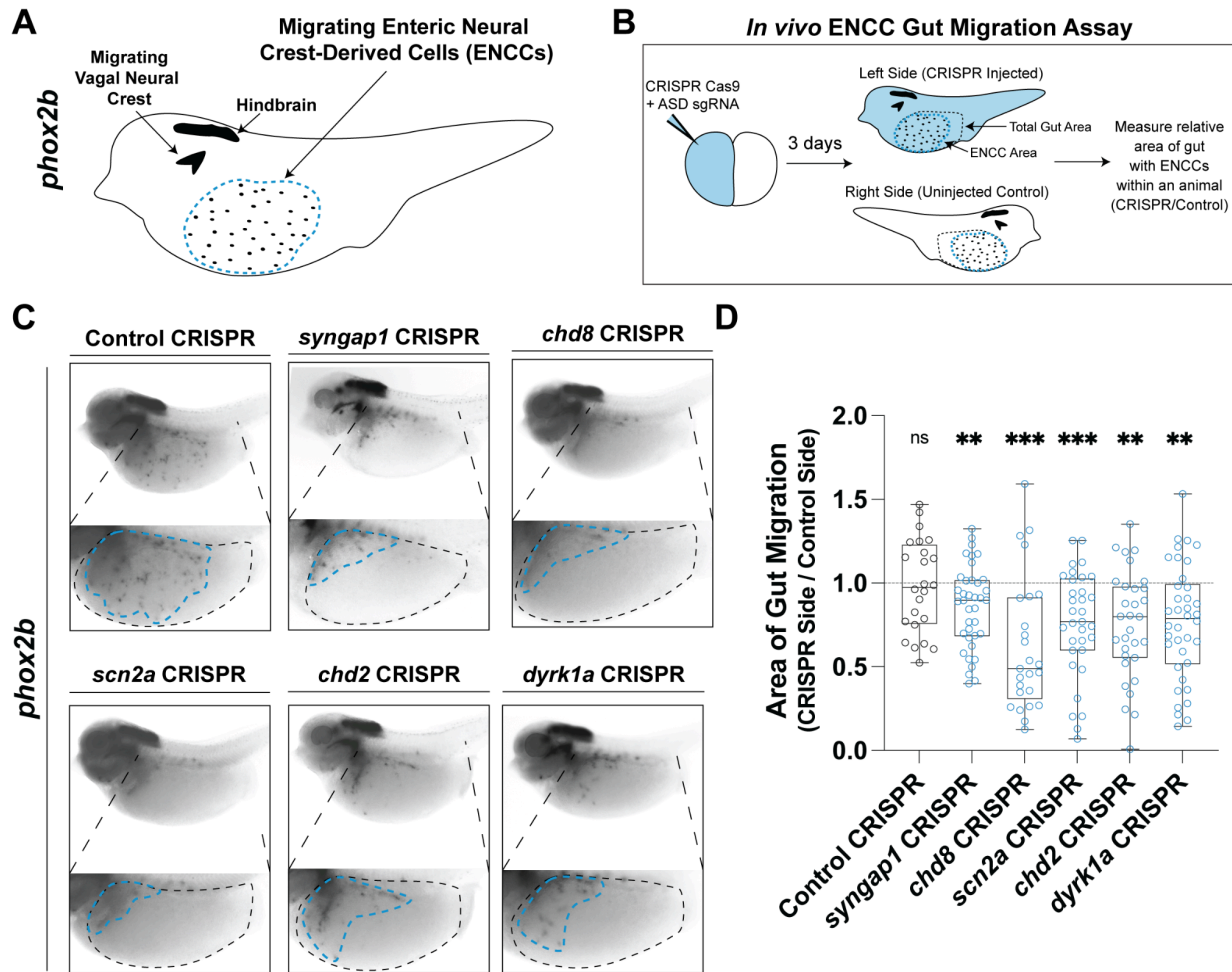 A
Migrating Enteric Neural
Crest-Derived Cells (ENCCs)
Migrating
Vagal Neural
Crest
Hindbrain
phox2b
B
In vivo ENCC Gut Migration Assay
CRISPR Cas9
+ ASD sgRNA
3 days
Left Side (CRISPR Injected)
Total Gut Area
ENCC Area
Right Side (Uninjected Control)
Measure relative
area of gut
with ENCCs
within an animal
(CRISPR/Control)
C
Control CRISPR
syngap1 CRISPR
chd8 CRISPR
phox2b
scn2a CRISPR
chd2 CRISPR
dyrk1a CRISPR
D
Area of Gut Migration
(CRISPR Side / Control Side)
2.0
1.5
1.0
0.5
0.0
ns ** *** *** ** **
Control CRISPR
syngap1 CRISPR
chd8 CRISPR
scn2a CRISPR
chd2 CRISPR
dyrk1a CRISPR